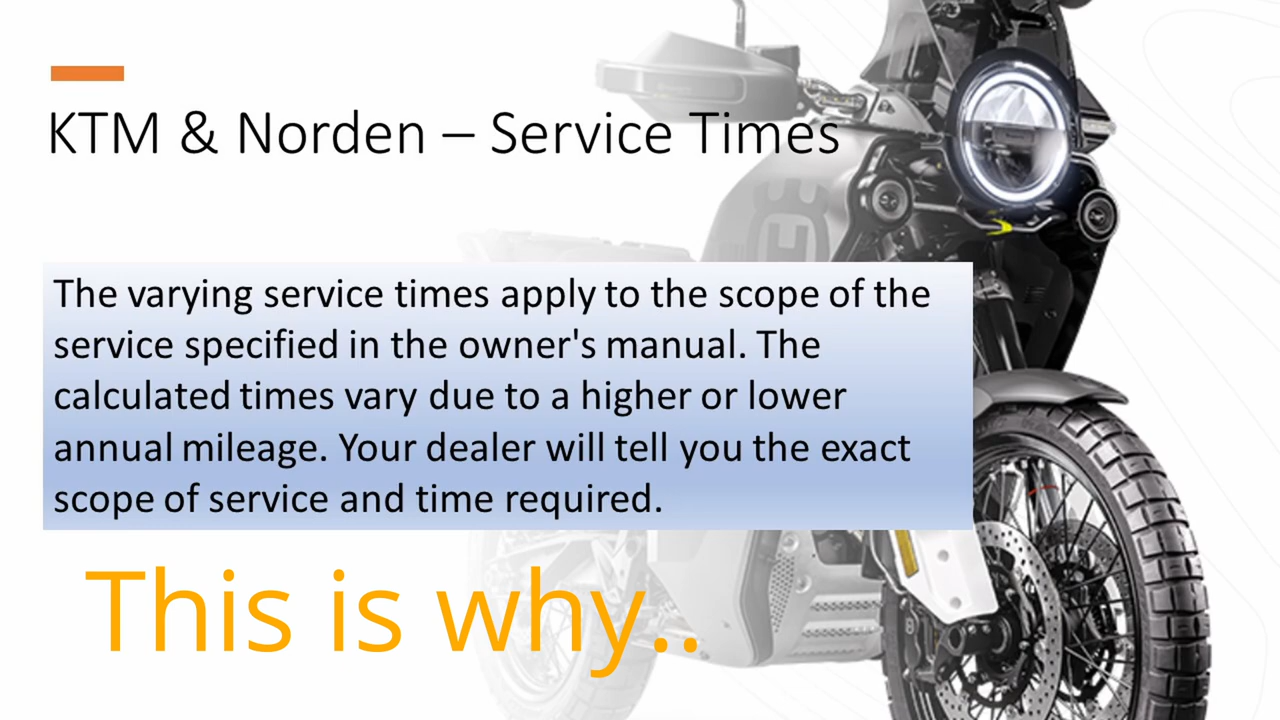 KTM & Norden – Service Times
The varying service times apply to the scope of the
service specified in the owner's manual. The
calculated times vary due to a higher or lower
annual mileage. Your dealer will tell you the exact
scope of service and time required.
This is why..